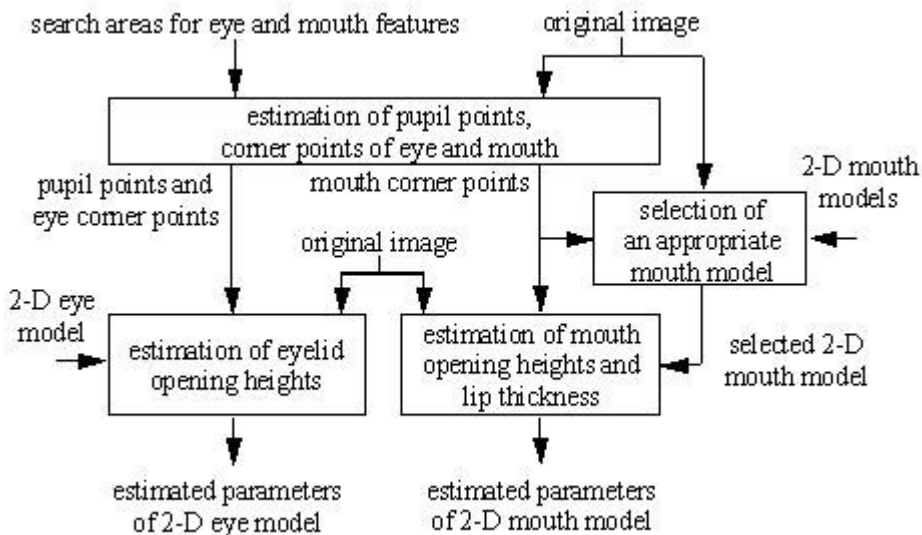 search areas for eye and mouth features
original image
estimation of pupil points,
corner points of eye and mouth
pupil points and
eye corner points
mouth corner points
2-D mouth
models
selection of
an appropriate
mouth model
original image
2-D eye
model
estimation of eyelid
opening heights
estimation of mouth
opening heights and
lip thickness
selected 2-D
mouth model
estimated parameters
of 2-D eye model
estimated parameters
of 2-D mouth model